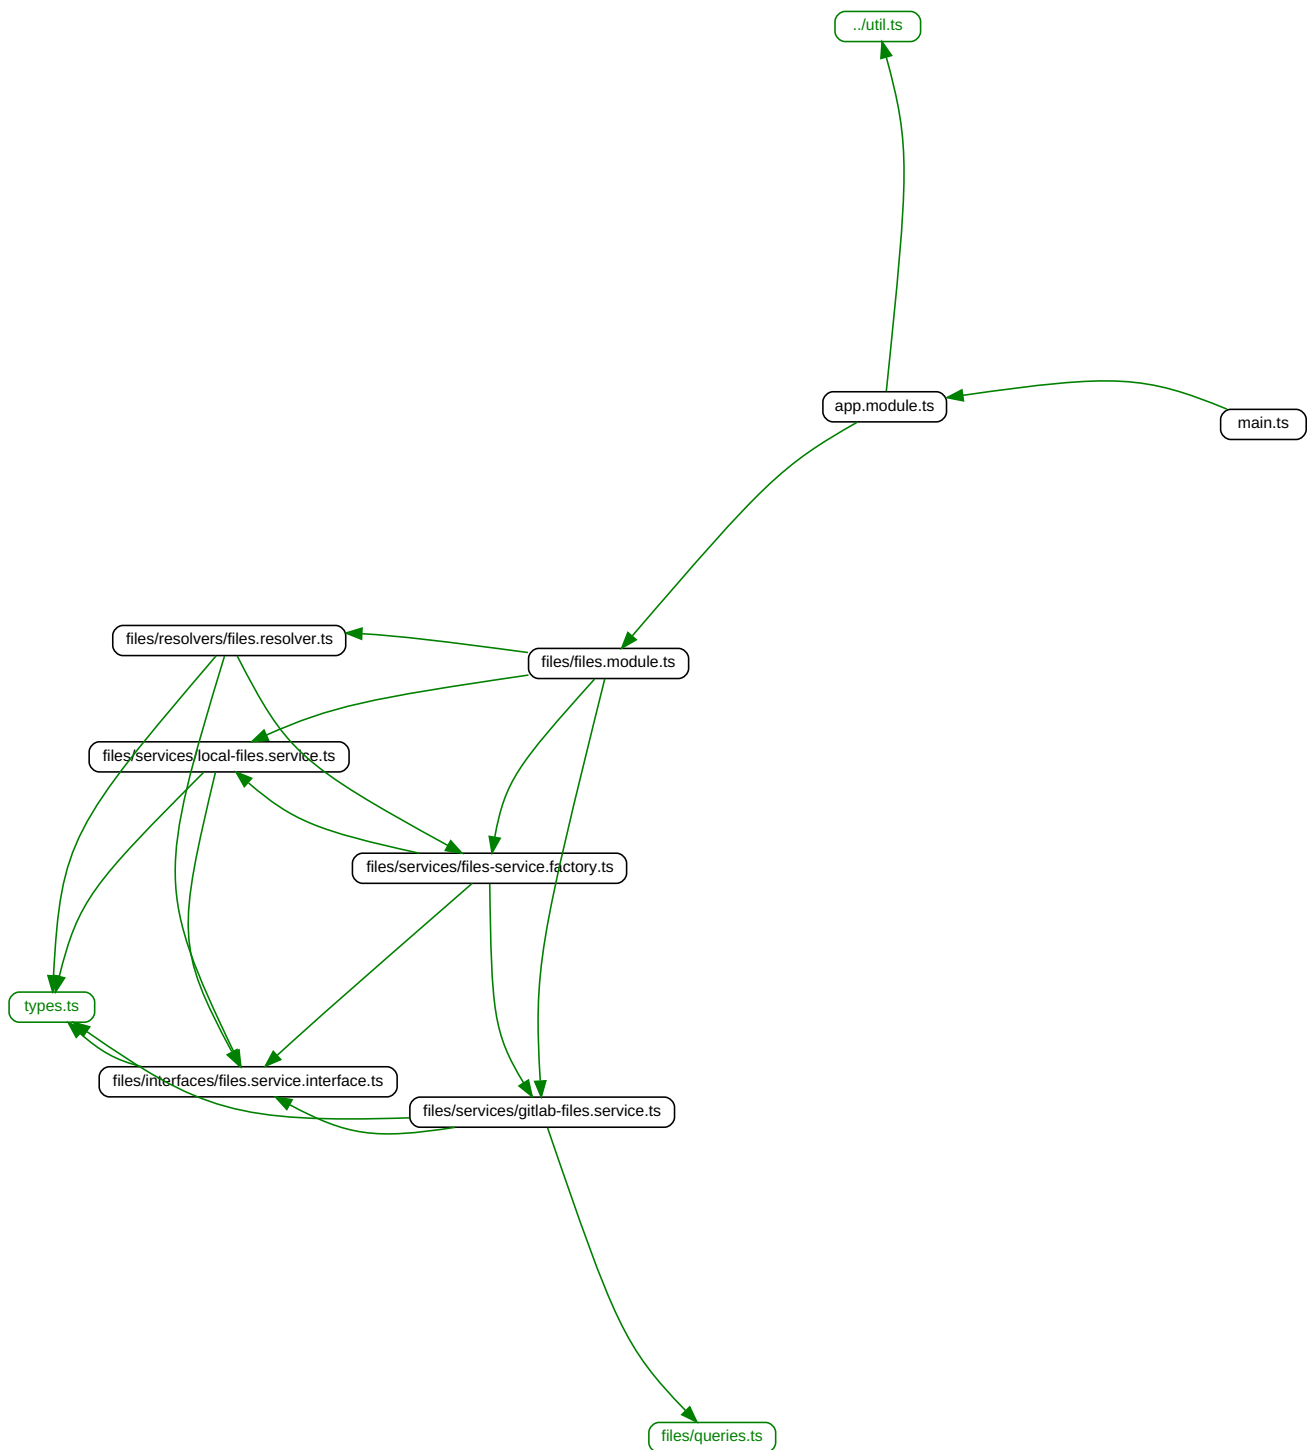 ../util.ts
app.module.ts
main.ts
files/resolvers/files.resolver.ts
files/files.module.ts
files/services/local-files.service.ts
files/services/files-service.factory.ts
types.ts
files/interfaces/files.service.interface.ts
files/services/gitlab-files.service.ts
files/queries.ts